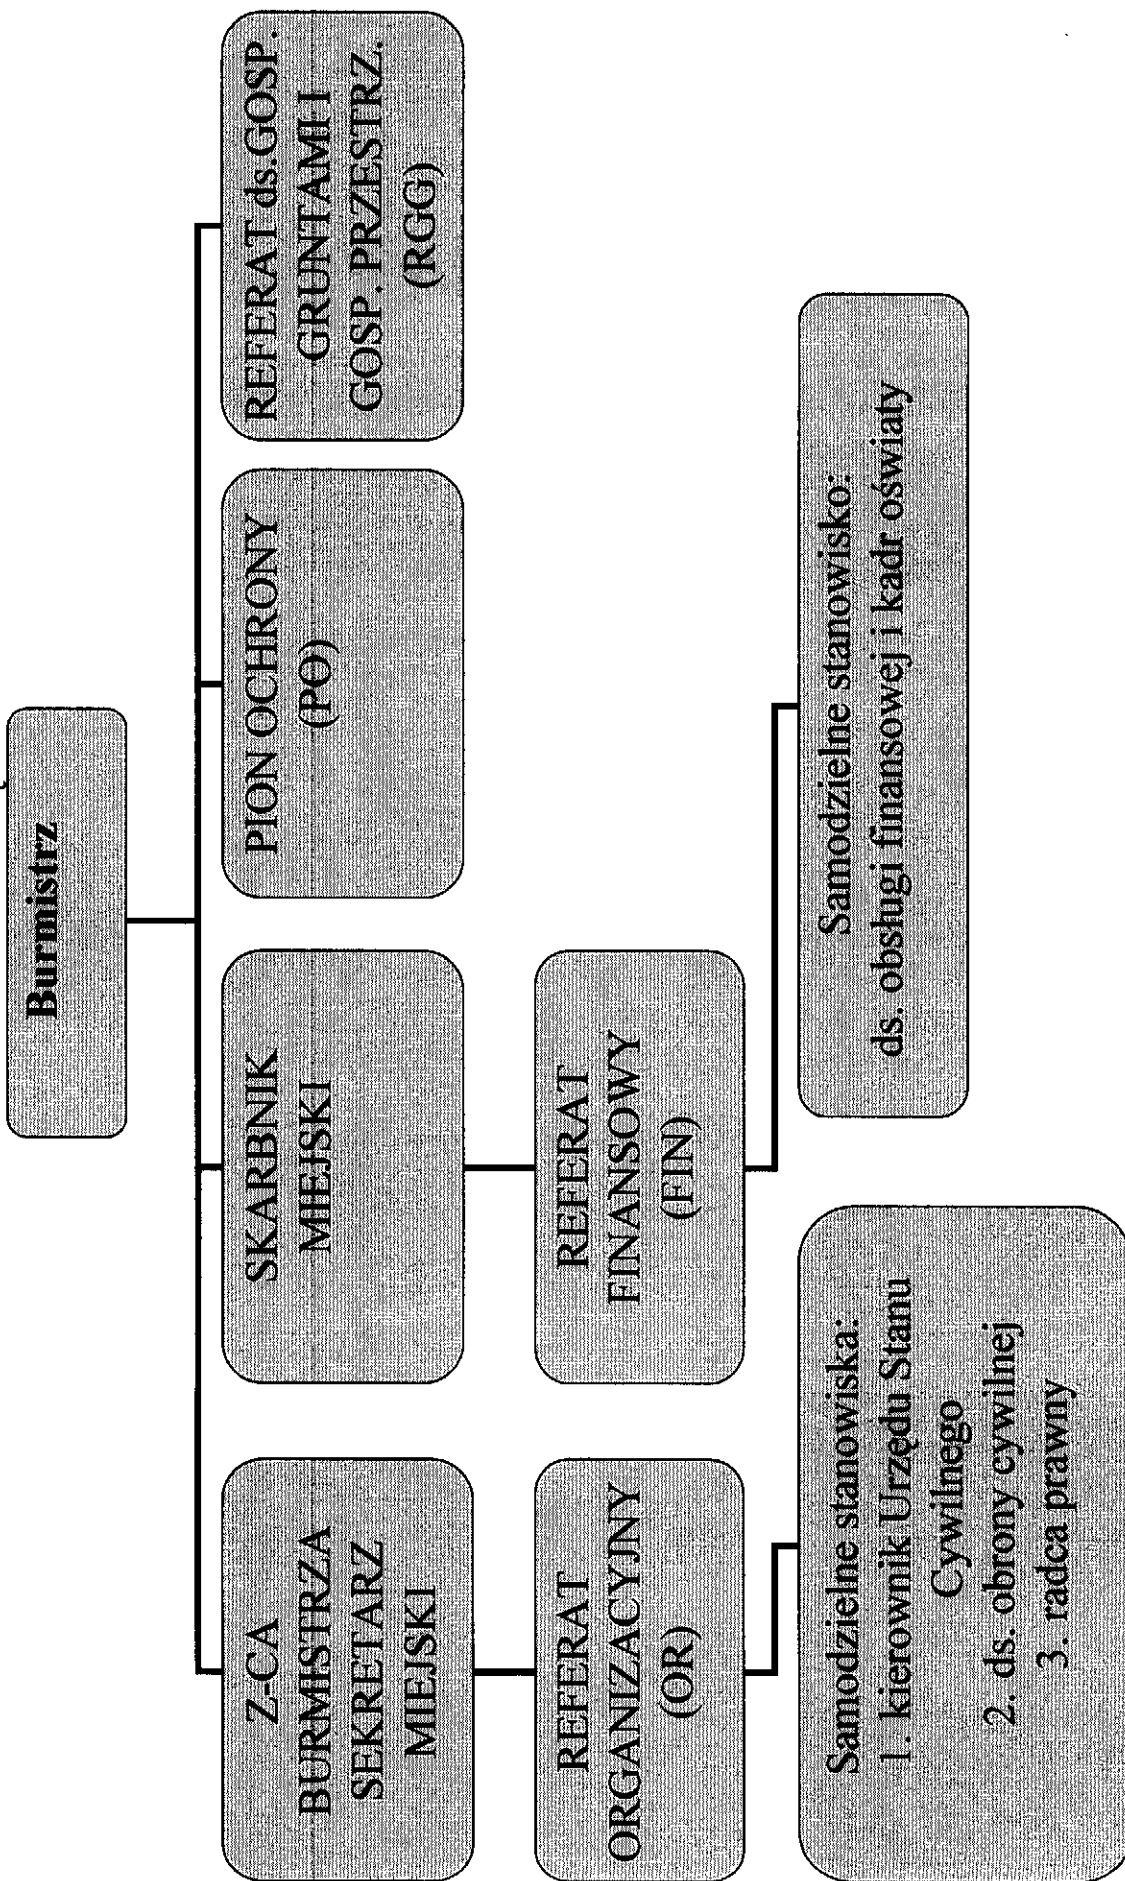 Burmistrz
Z-CA
BURMISTRZA
SEKRETARZ
MIEJSKI
SKARBNIK
MIEJSKI
PION OCHRONY
(PO)
REFERAT ds.GOSP.
GRUNTAMI I
GOSP. PRZESTRZ.
(RGG)
REFERAT
ORGANIZACYJNY
(OR)
REFERAT
FINANSOWY
(FIN)
Samodzielne stanowiska:
1. kierownik Urzędu Stanu
Cywilnego
2. ds. obrony cywilnej
3. radca prawny
Samodzielne stanowisko:
ds. obsługi finansowej i kadr oświaty